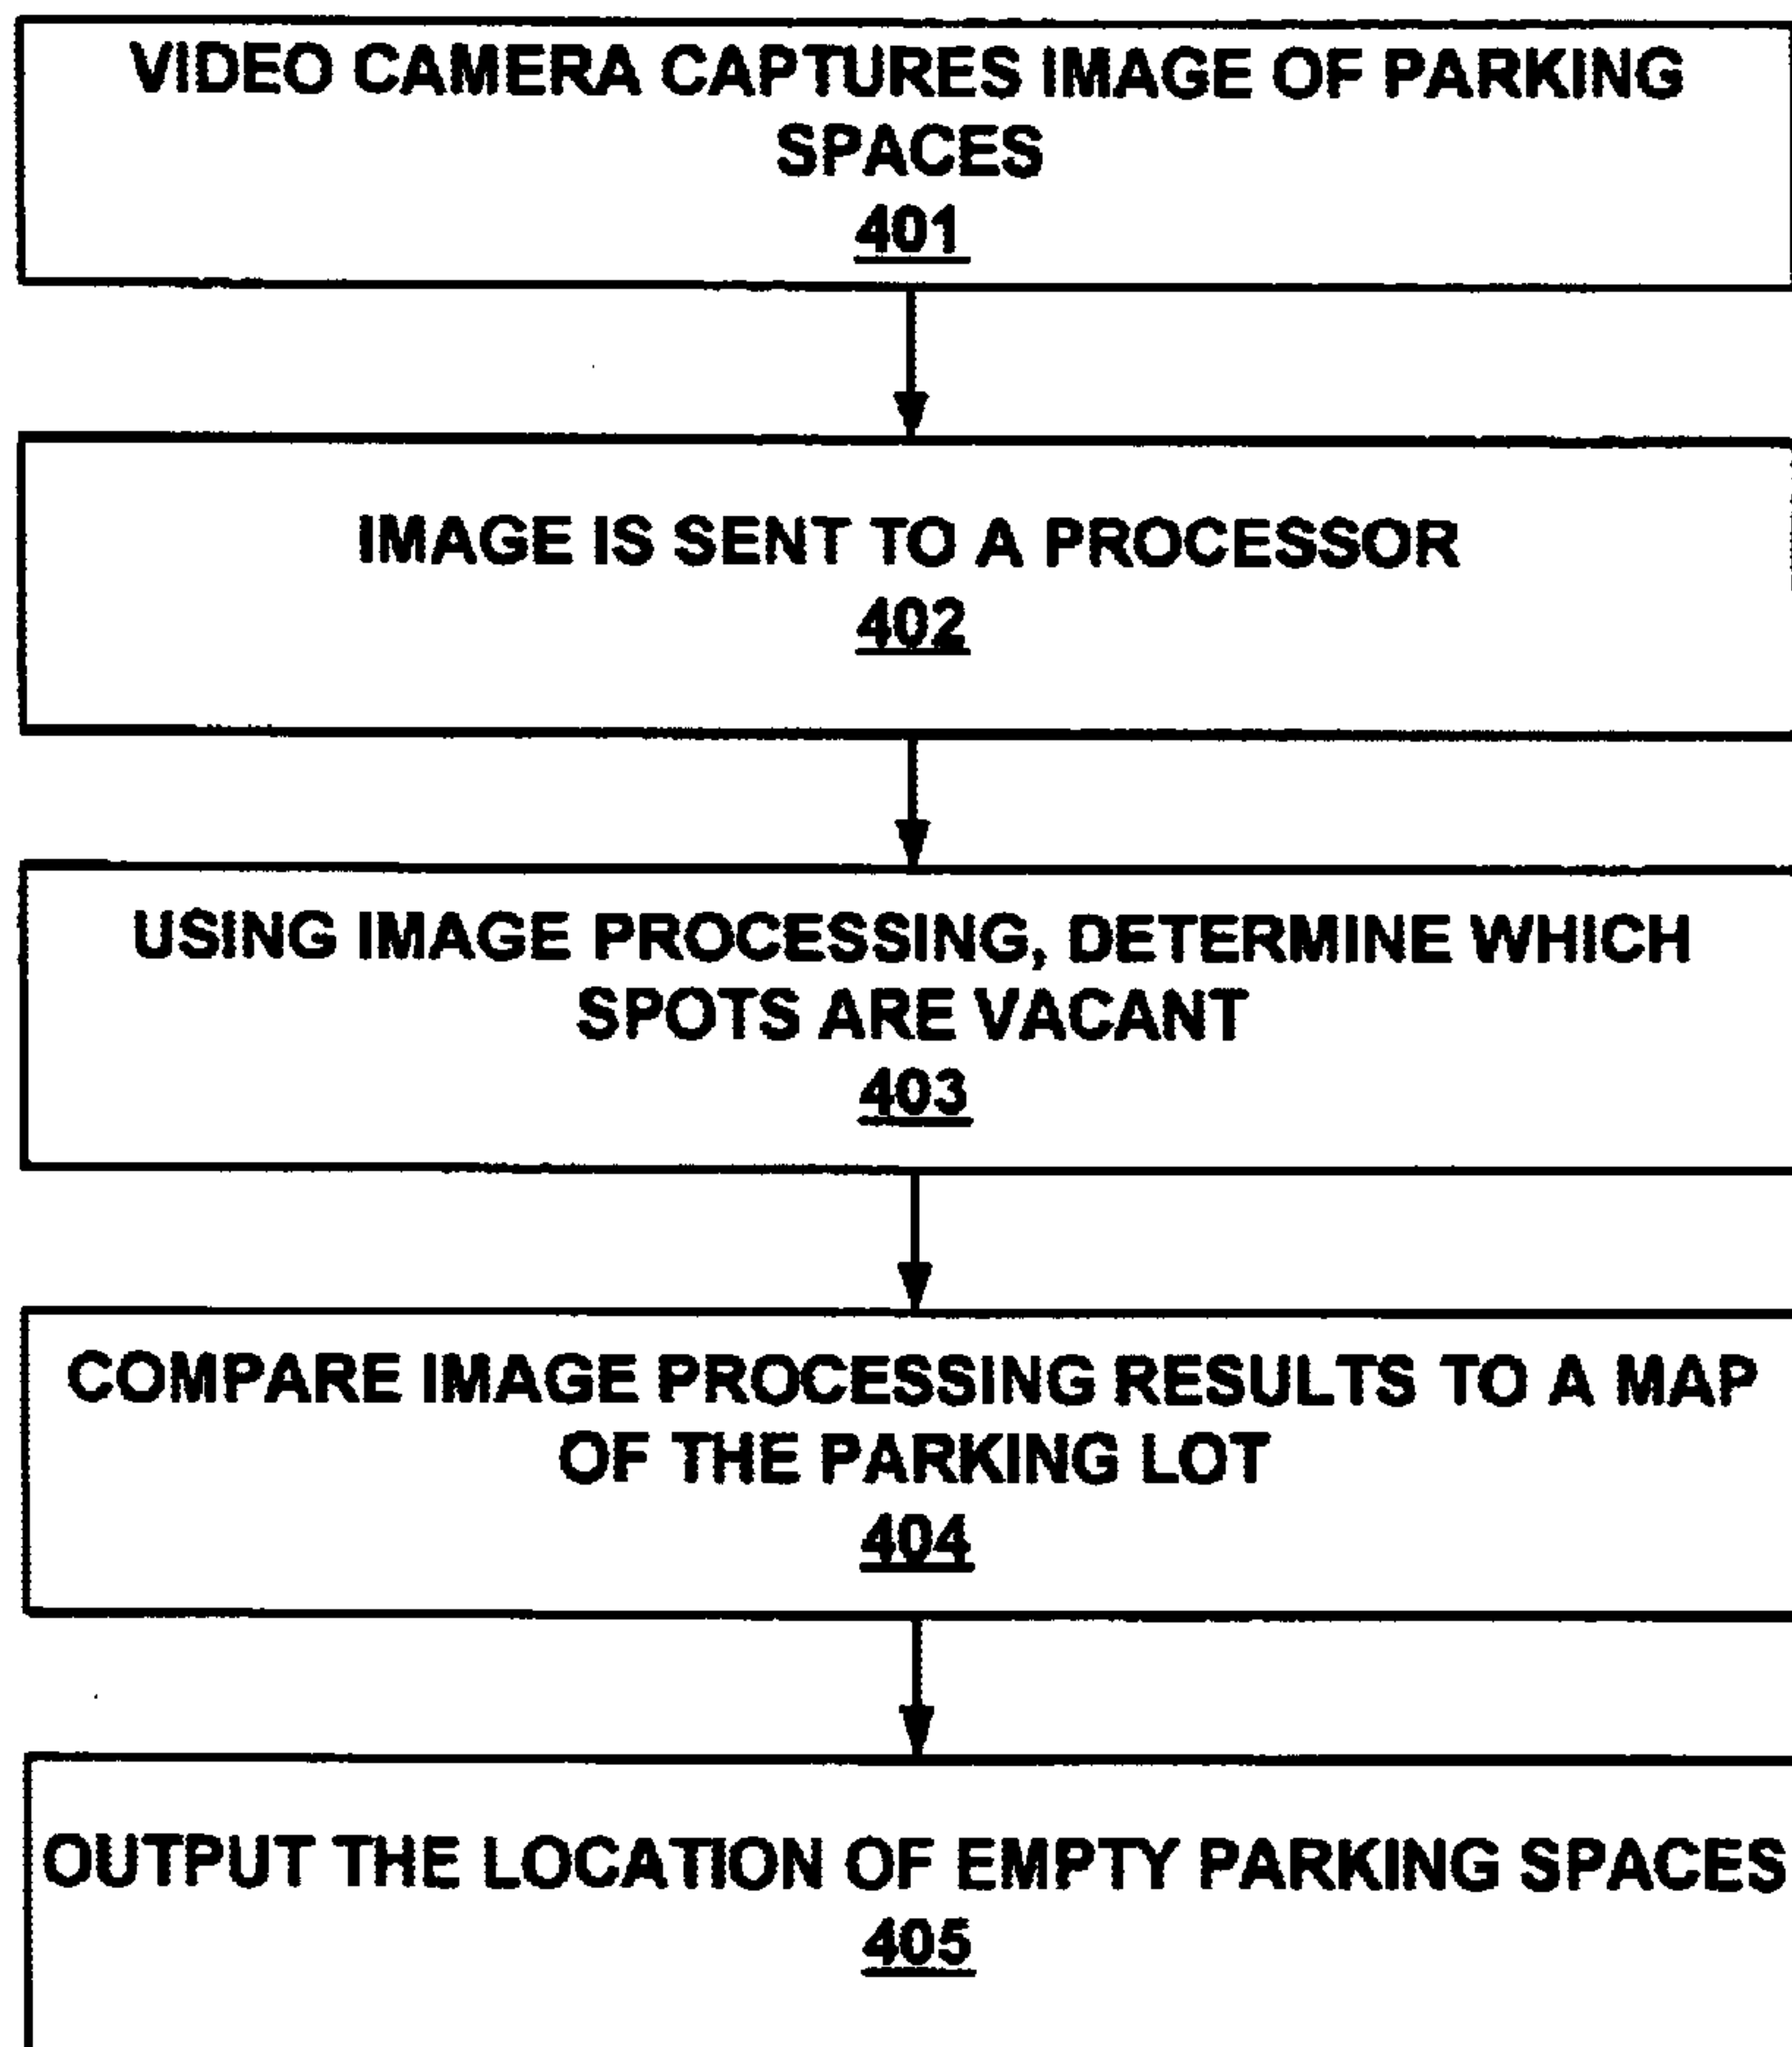 VIDEO CAMERA CAPTURES IMAGE OF PARKING
SPACES
401
IMAGE IS SENT TO A PROCESSOR
402
USING IMAGE PROCESSING, DETERMINE WHICH
SPOTS ARE VACANT
403
COMPARE IMAGE PROCESSING RESULTS TO A MAP
OF THE PARKING LOT
404
OUTPUT THE LOCATION OF EMPTY PARKING SPACES
405